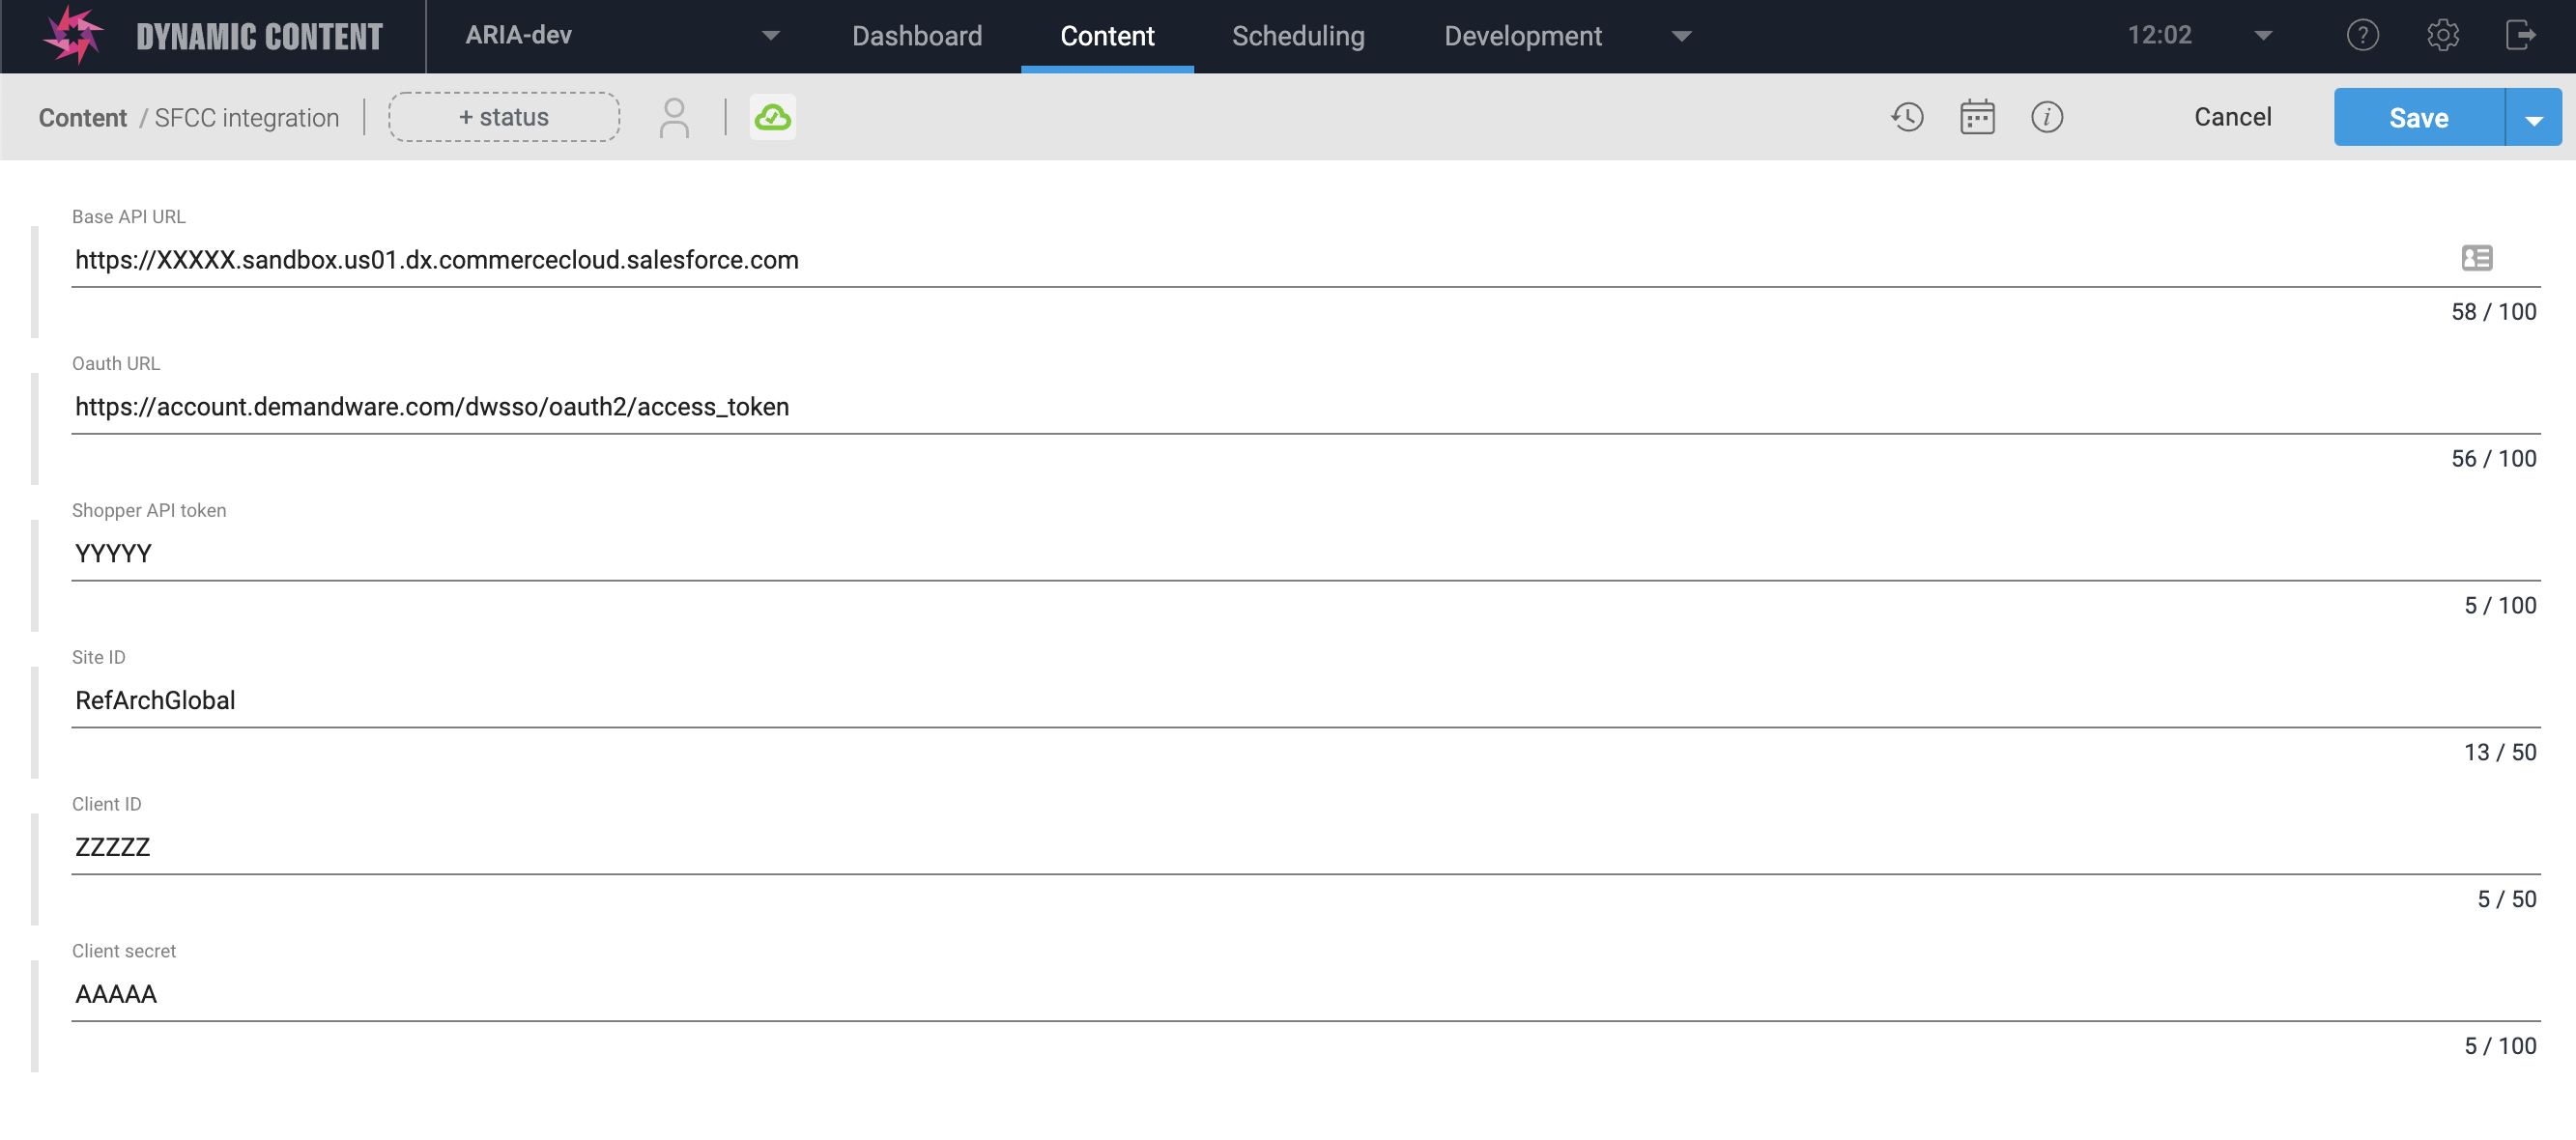 DYNAMIC CONTENT ARIA-dev Dashboard Content Scheduling Development 12:02 ?
Content / SFCC integration + status i Cancel Save
Base API URL
https://XXXXX.sandbox.us01.dx.commercecloud.salesforce.com
58 / 100
Oauth URL
https://account.demandware.com/dwsso/oauth2/access_token
56 / 100
Shopper API token
YYYYY
5 / 100
Site ID
RefArchGlobal
13 / 50
Client ID
ZZZZZ
5 / 50
Client secret
AAAAA
5 / 100